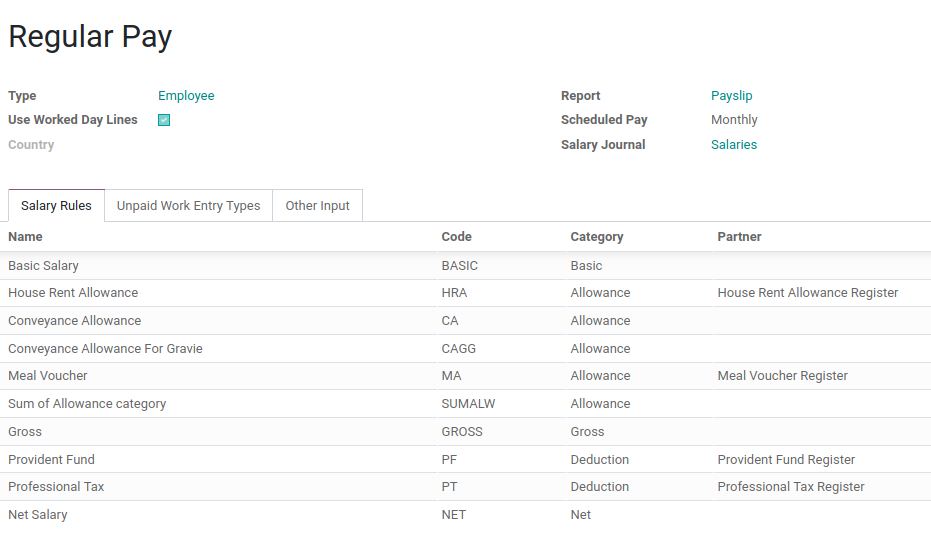 Regular Pay
Type Employee Report Payslip
Use Worked Day Lines Scheduled Pay Monthly
Country Salary Journal Salaries
Salary Rules Unpaid Work Entry Types Other Input
Name Code Category Partner
Basic Salary BASIC Basic
House Rent Allowance HRA Allowance House Rent Allowance Register
Conveyance Allowance CA Allowance
Conveyance Allowance For Gravie CAGG Allowance
Meal Voucher MA Allowance Meal Voucher Register
Sum of Allowance category SUMALW Allowance
Gross GROSS Gross
Provident Fund PF Deduction Provident Fund Register
Professional Tax PT Deduction Professional Tax Register
Net Salary NET Net